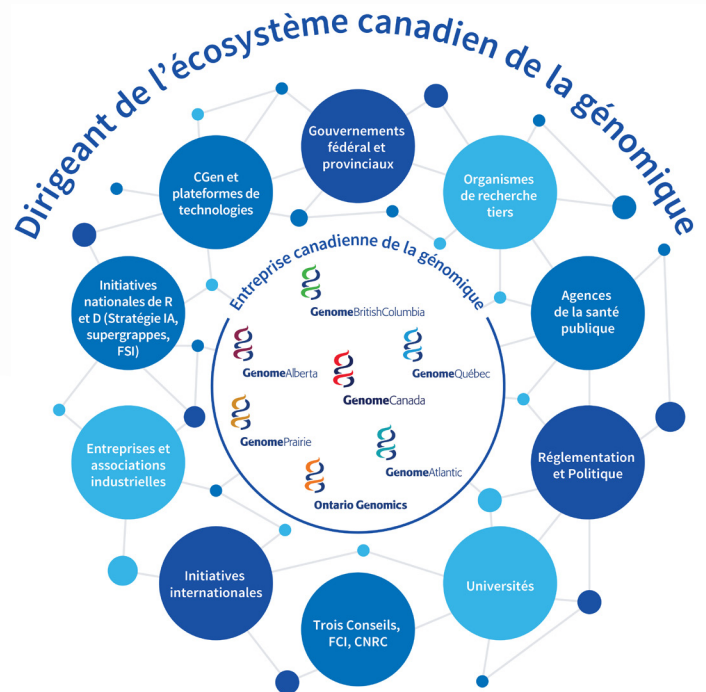 Dirigeant de l’écosystème canadien de la génomique
Gouvernements
fédéral et
provinciaux
CGen et
plateformes de
technologies
Organismes
de recherche
tiers
Entreprise canadienne de la génomique
GenomeBritishColumbia
Initiatives
nationales de R
et D (Stratégie IA,
supergrappes,
FSI)
Agences
de la santé
publique
GenomeAlberta
GenomeQuébec
GenomeCanada
GenomePrairie
GenomeAtlantic
Ontario Genomics
Entreprises et
associations
industrielles
Réglementation
et Politique
Initiatives
internationales
Universités
Trois Conseils,
FCI, CNRC